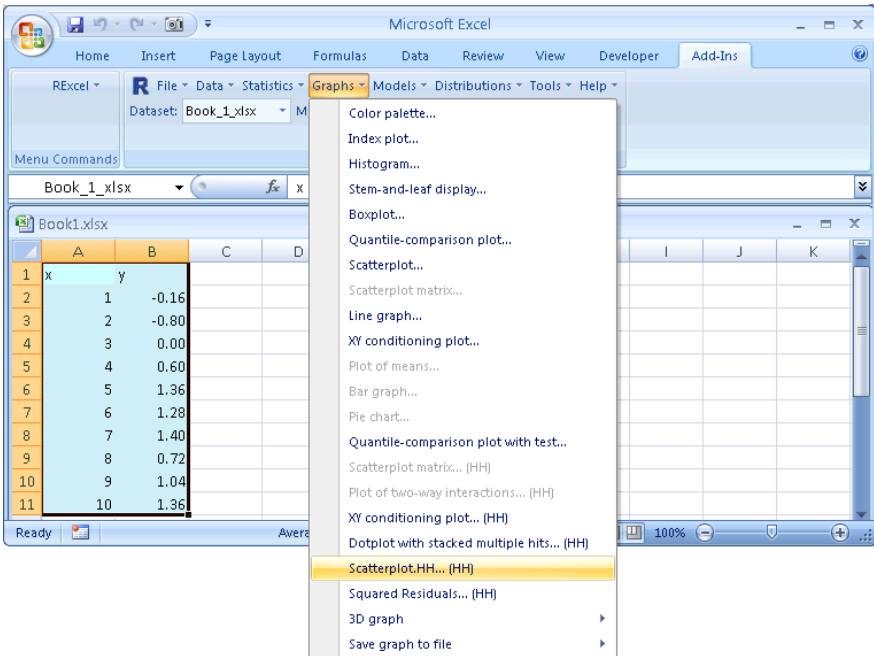 Microsoft Excel
Home Insert Page Layout Formulas Data Review View Developer Add-Ins
RExcel R File Data Statistics Graphs Models Distributions Tools Help
Dataset: Book_1_xlsx M
Menu Commands
Book_1_xlsx fx x
Book1.xlsx
A B C D I J K
1 x y
2 1 -0.16
3 2 -0.80
4 3 0.00
5 4 0.60
6 5 1.36
7 6 1.28
8 7 1.40
9 8 0.72
10 9 1.04
11 10 1.36
Ready Avera 100%
Color palette...
Index plot...
Histogram...
Stem-and-leaf display...
Boxplot...
Quantile-comparison plot...
Scatterplot...
Scatterplot matrix...
Line graph...
XY conditioning plot...
Plot of means...
Bar graph...
Pie chart...
Quantile-comparison plot with test...
Scatterplot matrix... (HH)
Plot of two-way interactions... (HH)
XY conditioning plot... (HH)
Dotplot with stacked multiple hits... (HH)
Scatterplot.HH... (HH)
Squared Residuals... (HH)
3D graph
Save graph to file